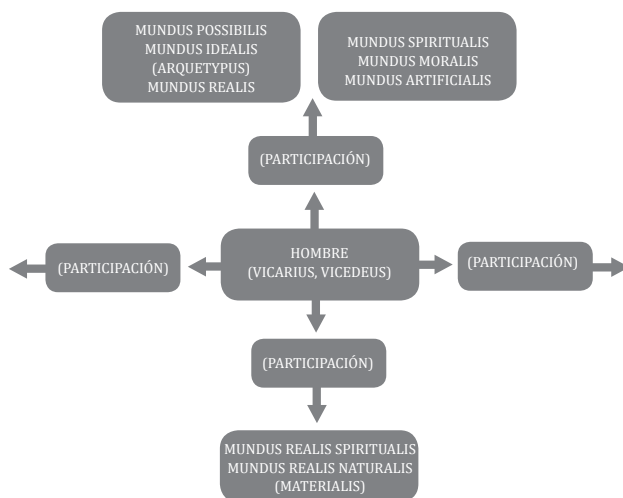 MUNDUS POSSIBILIS
MUNDUS IDEALIS
(ARQUETYPUS)
MUNDUS REALIS
MUNDUS SPIRITUALIS
MUNDUS MORALIS
MUNDUS ARTIFICIALIS
(PARTICIPACIÓN)
(PARTICIPACIÓN)
HOMBRE
(VICARIUS, VICEDEUS)
(PARTICIPACIÓN)
(PARTICIPACIÓN)
MUNDUS REALIS SPIRITUALIS
MUNDUS REALIS NATURALIS
(MATERIALIS)